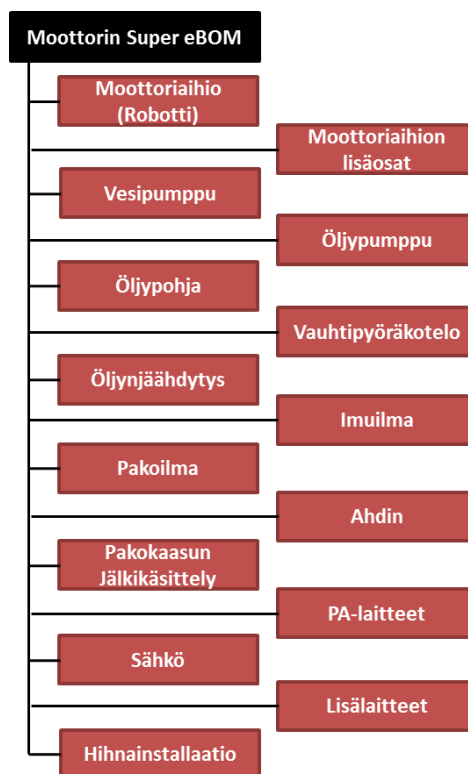 Moottorin Super eBOM
Moottoriaihio
(Robotti)
Moottoriaihion
lisäosat
Vesipumppu
Öljypumppu
Öljypohja
Vauhtipyöräkotelo
Öljynjäähdytys
Imuilma
Pakoilma
Ahdin
Pakokaasun
Jälkikäsittely
PA-laitteet
Sähkö
Lisälaitteet
Hihnainstallaatio